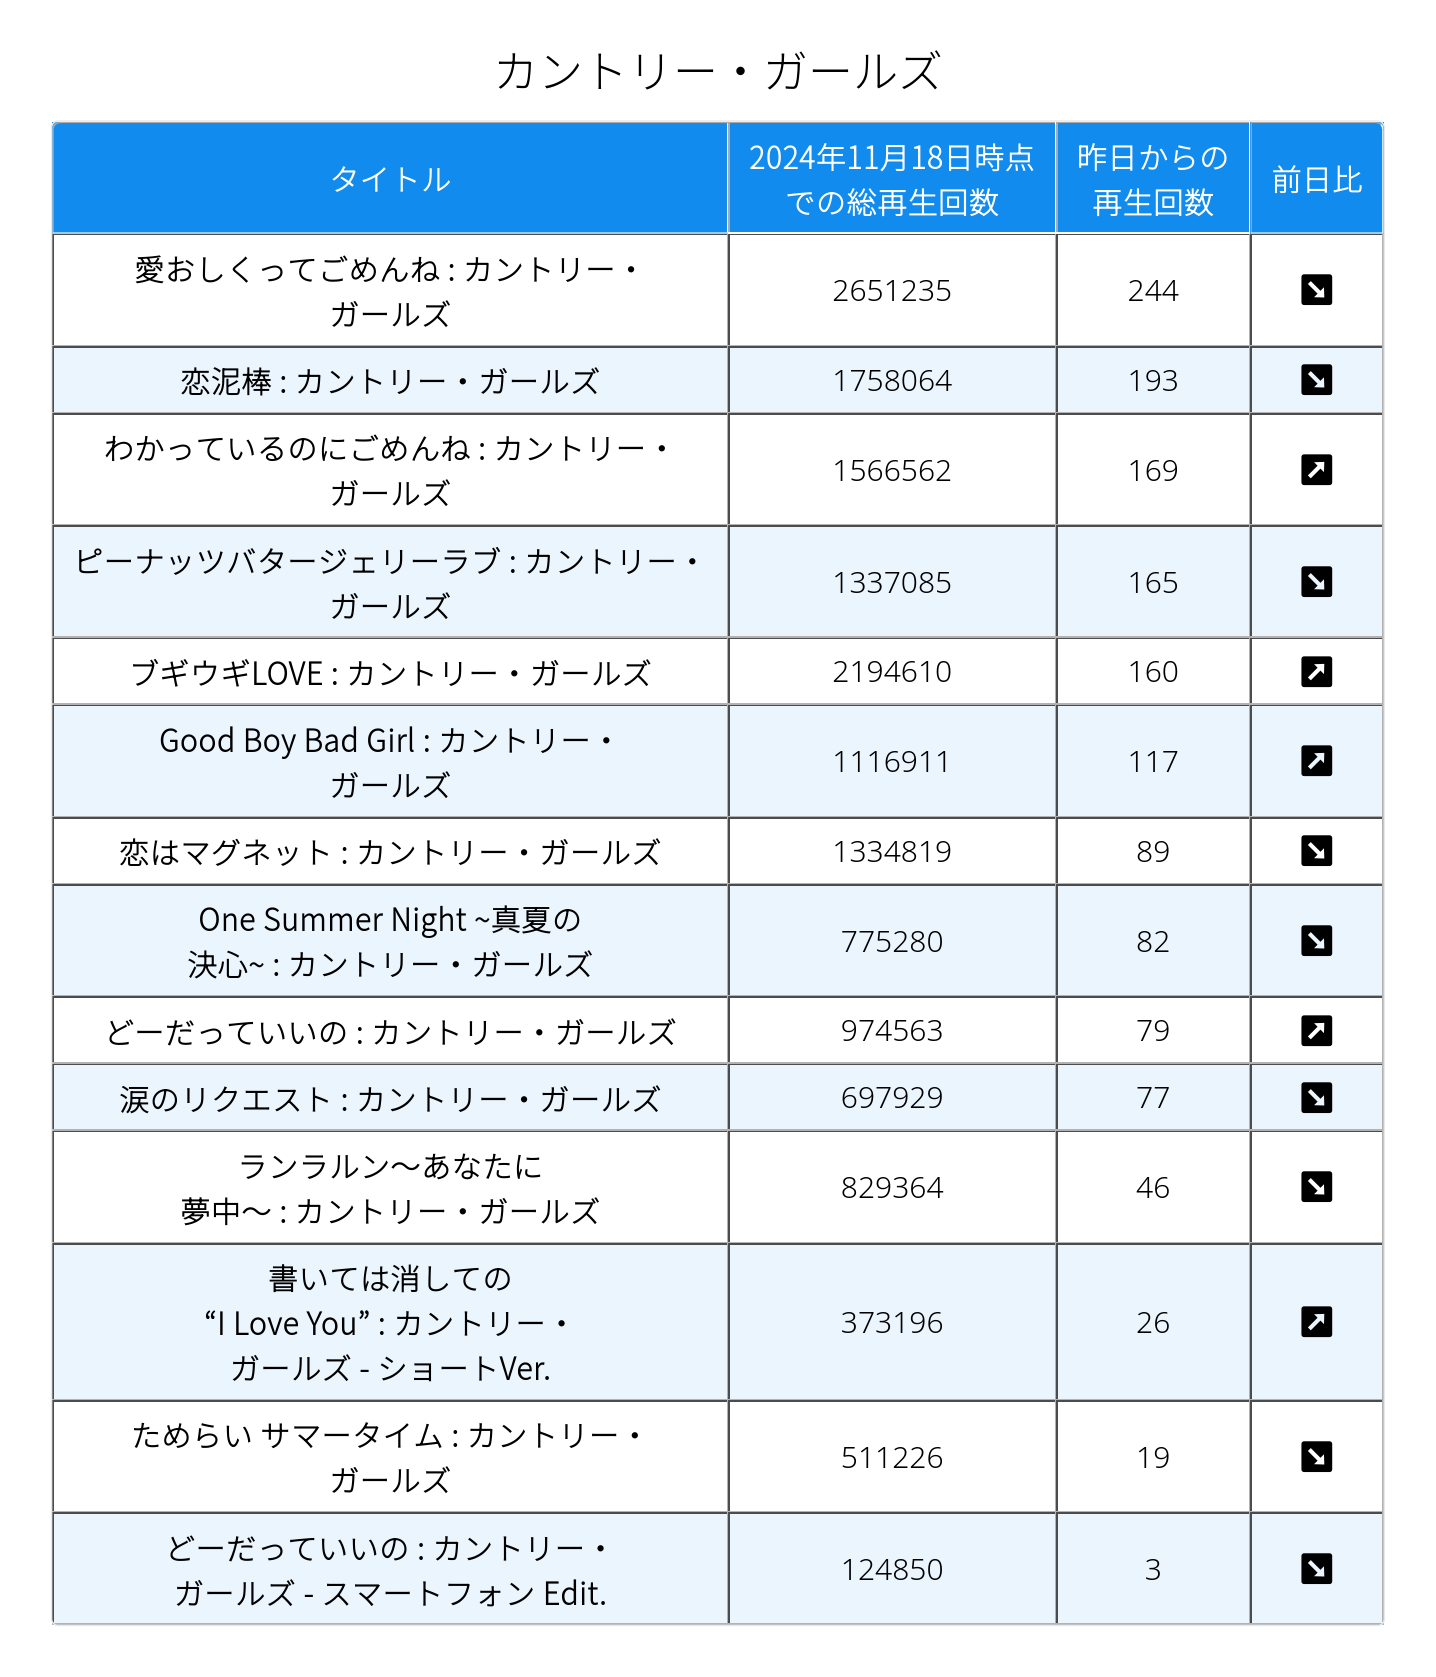 カントリー・ガールズ
タイトル
2024年11月18日時点
での総再生回数
昨日からの
再生回数
前日比
愛おしくってごめんね : カントリー・
ガールズ
2651235
244
恋泥棒 : カントリー・ガールズ
1758064
193
わかっているのにごめんね : カントリー・
ガールズ
1566562
169
ピーナッツバタージェリーラブ : カントリー・
ガールズ
1337085
165
ブギウギLOVE : カントリー・ガールズ
2194610
160
Good Boy Bad Girl : カントリー・
ガールズ
1116911
117
恋はマグネット : カントリー・ガールズ
1334819
89
One Summer Night ~真夏の
決心~ : カントリー・ガールズ
775280
82
どーだっていいの : カントリー・ガールズ
974563
79
涙のリクエスト : カントリー・ガールズ
697929
77
ランラルン～あなたに
夢中～ : カントリー・ガールズ
829364
46
書いては消しての
“I Love You” : カントリー・
ガールズ - ショートVer.
373196
26
ためらい サマータイム : カントリー・
ガールズ
511226
19
どーだっていいの : カントリー・
ガールズ - スマートフォン Edit.
124850
3